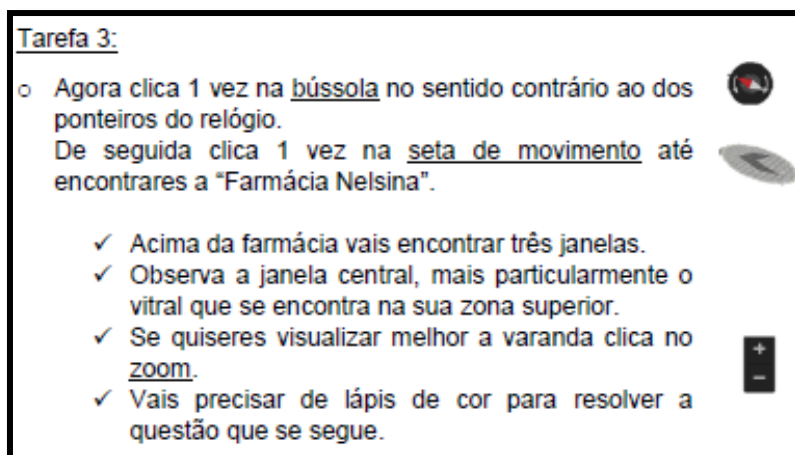 Tarefa 3:
o Agora clica 1 vez na bússola no sentido contrário ao dos
ponteiros do relógio.
De seguida clica 1 vez na seta de movimento até
encontrares a “Farmácia Nelsina”.
✓ Acima da farmácia vais encontrar três janelas.
✓ Observa a janela central, mais particularmente o
vitral que se encontra na sua zona superior.
✓ Se quiseres visualizar melhor a varanda clica no
zoom.
✓ Vais precisar de lápis de cor para resolver a
questão que se segue.
+
−